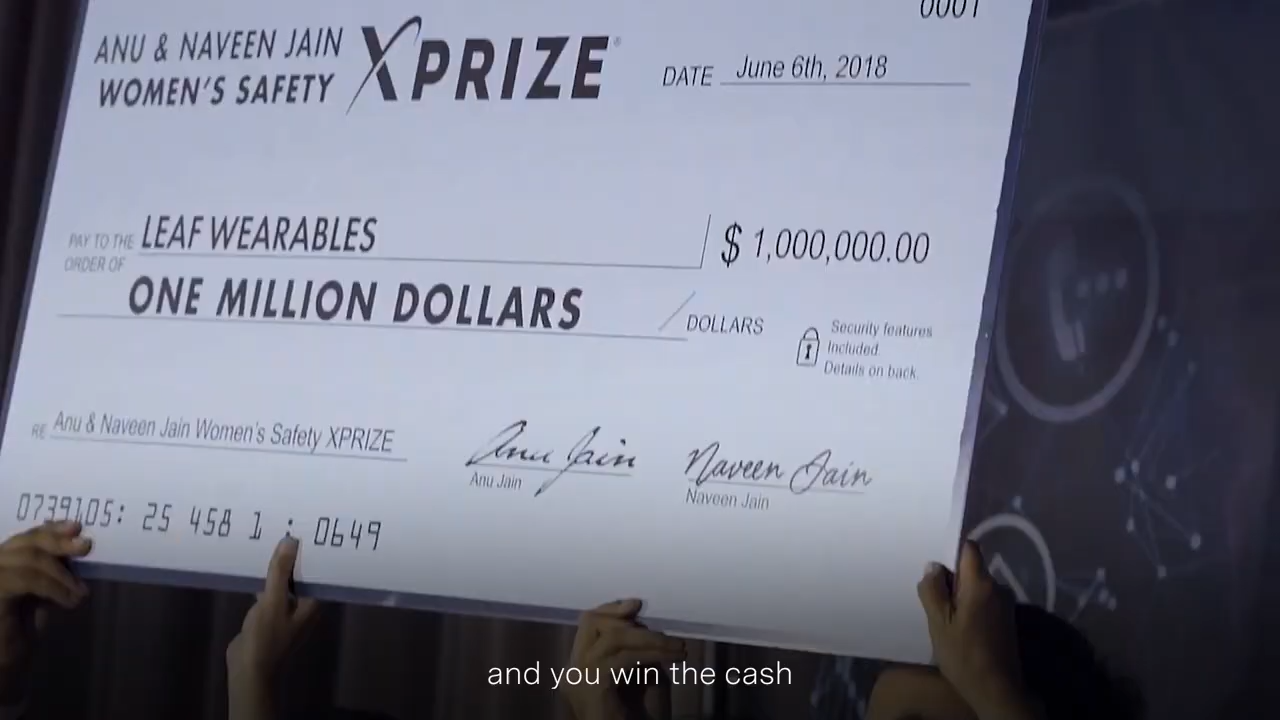 0001
ANU & NAVEEN JAIN
WOMEN'S SAFETY
XPRIZE®
DATE June 6th, 2018
PAY TO THE
ORDER OF
LEAF WEARABLES
$ 1,000,000.00
ONE MILLION DOLLARS
DOLLARS
Security features
Included.
Details on back.
RE Anu & Naveen Jain Women's Safety XPRIZE
Anu Jain
Anu Jain
Naveen Jain
Naveen Jain
0739105: 25 458 1 : 0649
and you win the cash